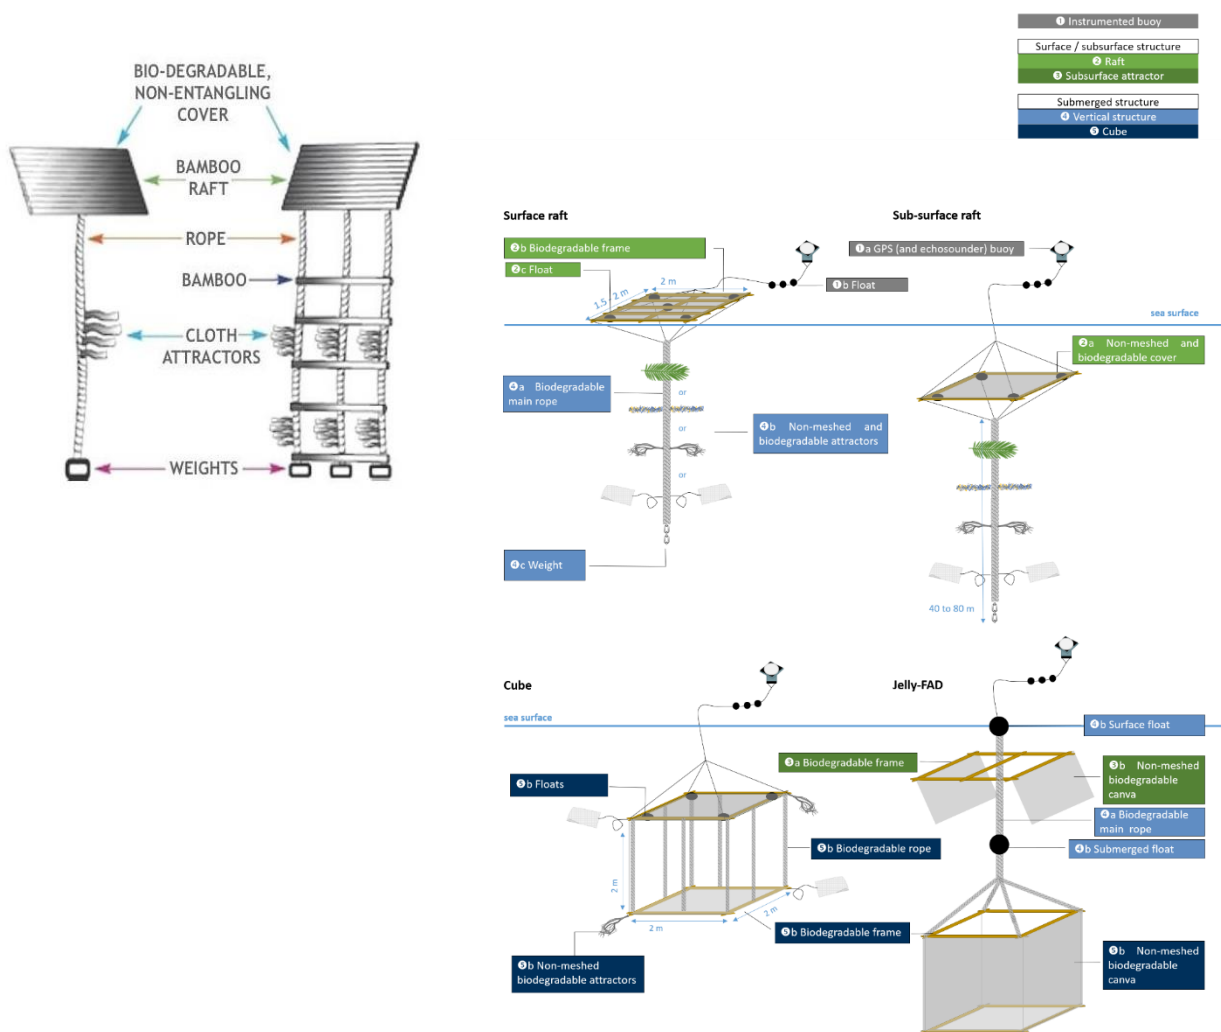 BIO-DEGRADABLE,
NON-ENTANGLING
COVER
BAMBOO
RAFT
ROPE
BAMBOO
CLOTH
ATTRACTORS
WEIGHTS
❶ Instrumented buoy
Surface / subsurface structure
❷ Raft
❸ Subsurface attractor
Submerged structure
❹ Vertical structure
❺ Cube
Surface raft
❷b Biodegradable frame
❷c Float
1.5 - 2 m
2 m
❶b Float
❹a Biodegradable
main rope
or
or
or
❹b Non-meshed and
biodegradable attractors
❹c Weight
Sub-surface raft
❶a GPS (and echosounder) buoy
sea surface
❷a Non-meshed and
biodegradable cover
40 to 80 m
Cube
sea surface
❺b Floats
❺b Biodegradable rope
2 m
2 m
2 m
❺b Biodegradable frame
❺b Non-meshed
biodegradable attractors
Jelly-FAD
❹b Surface float
❸a Biodegradable frame
❸b Non-meshed
biodegradable
canva
❹a Biodegradable
main rope
❹b Submerged float
❺b Non-meshed
biodegradable
canva